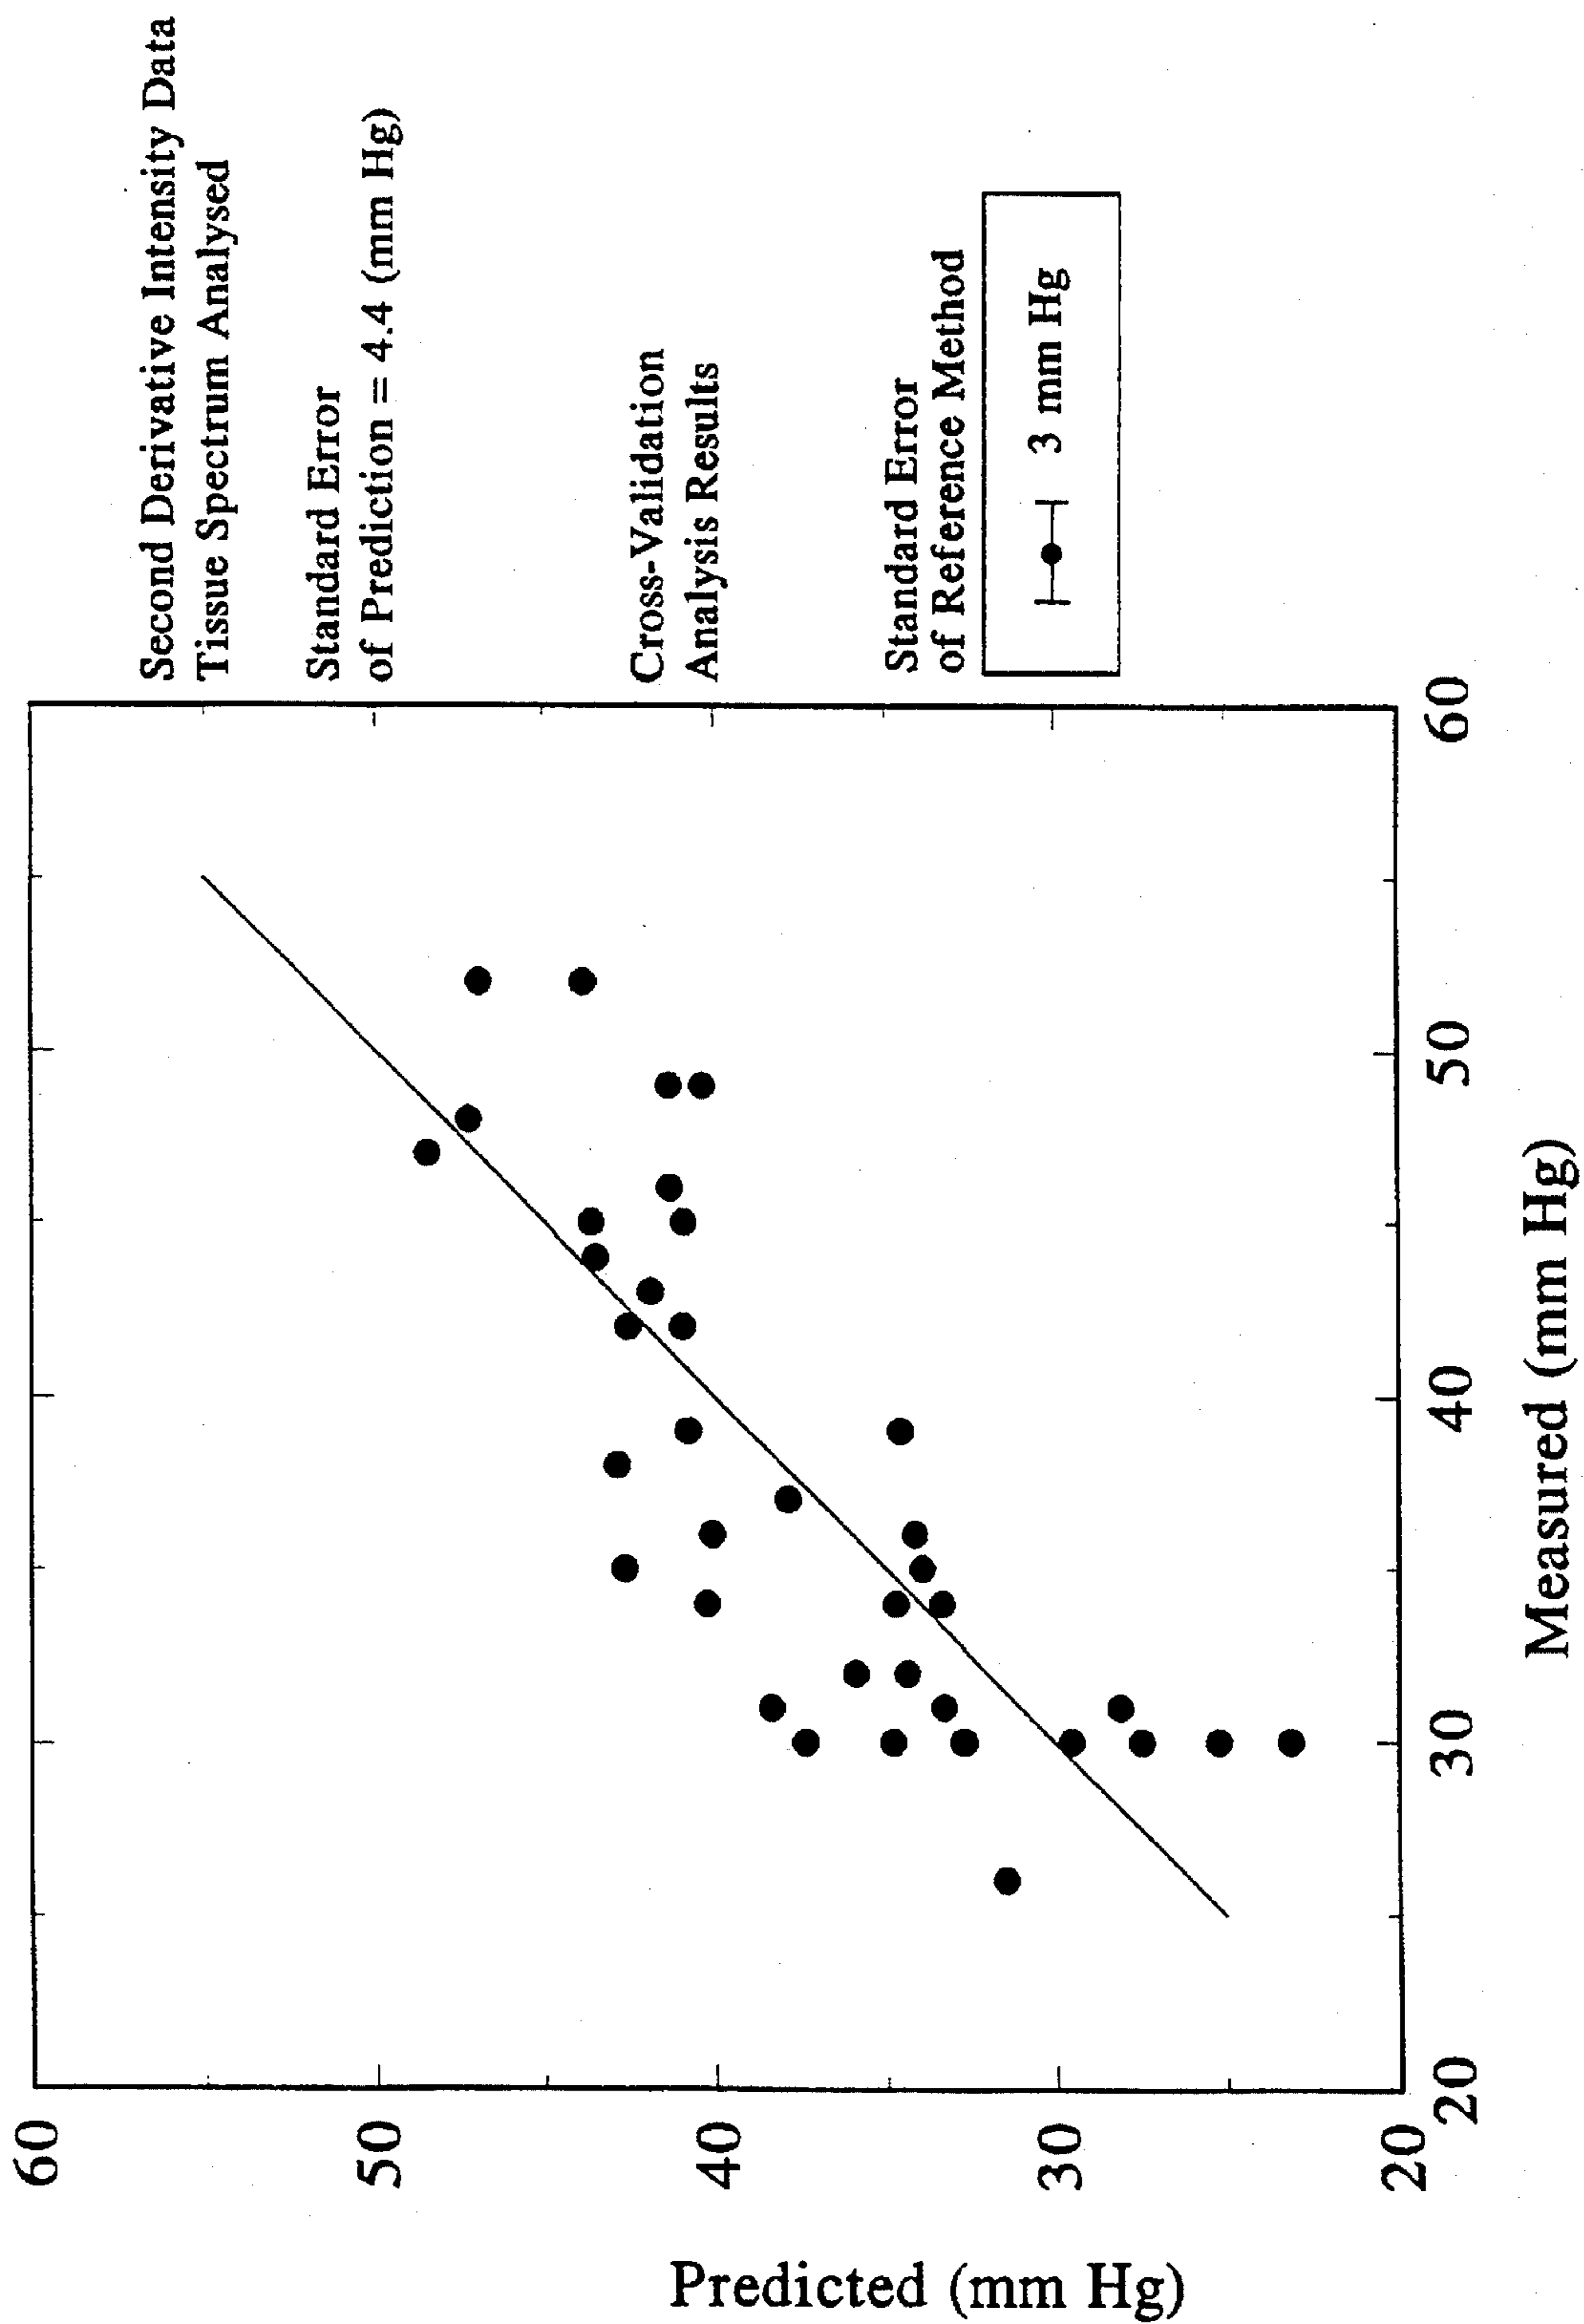 Second Derivative Intensity Data
Tissue Spectrum Analysed
Standard Error
of Prediction = 4.4 (mm Hg)
Cross-Validation
Analysis Results
Standard Error
of Reference Method
3 mm Hg
60
50
40
30
20
Predicted (mm Hg)
20
30
40
50
60
Measured (mm Hg)